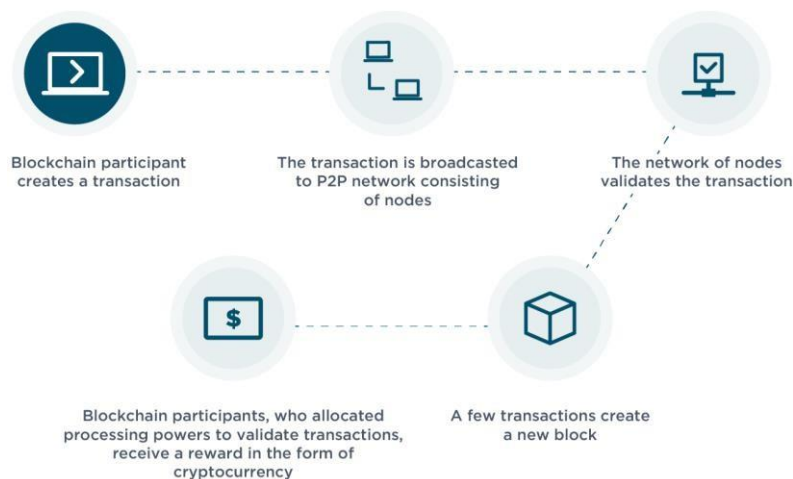 Blockchain participant
creates a transaction
The transaction is broadcasted
to P2P network consisting
of nodes
The network of nodes
validates the transaction
$
Blockchain participants, who allocated
processing powers to validate transactions,
receive a reward in the form of
cryptocurrency
A few transactions create
a new block